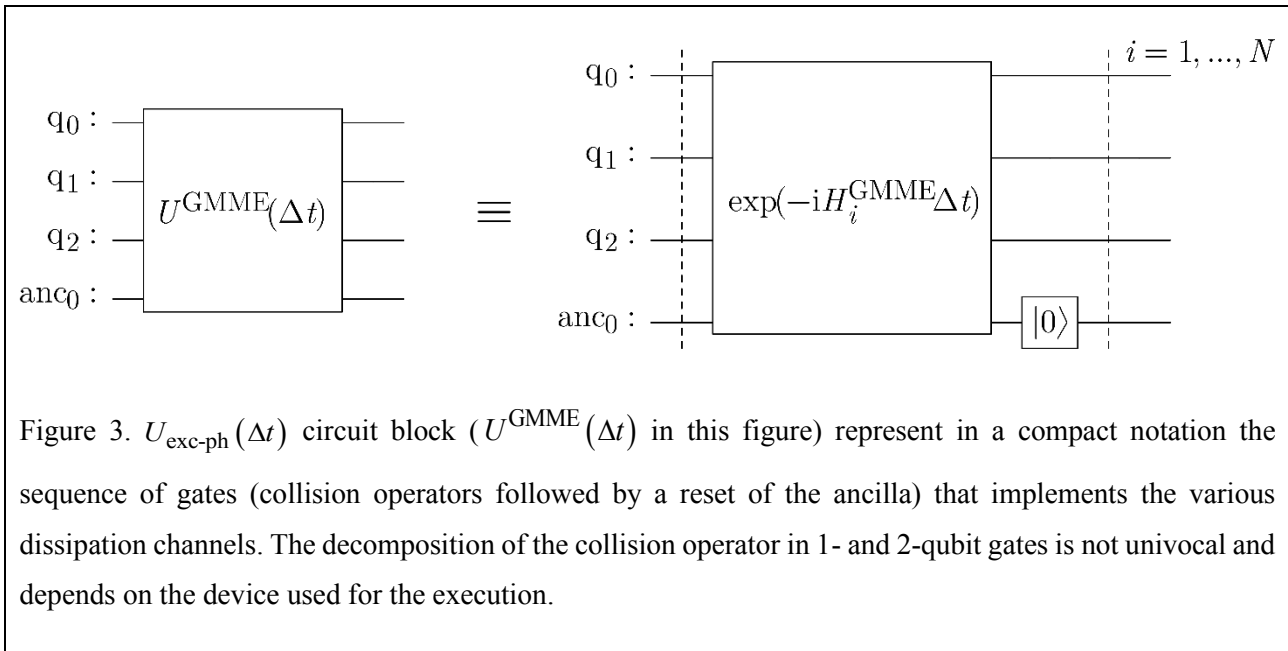 i = 1, ..., N
q₀ :
q₁ :
q₂ :
anc₀ :
U^GMME(Δt)
≡
q₀ :
q₁ :
q₂ :
anc₀ :
exp(−iH_i^GMME Δt)
|0⟩
Figure 3. U_exc-ph(Δt) circuit block ( U^GMME(Δt) in this figure) represent in a compact notation the
sequence of gates (collision operators followed by a reset of the ancilla) that implements the various
dissipation channels. The decomposition of the collision operator in 1- and 2-qubit gates is not univocal and
depends on the device used for the execution.